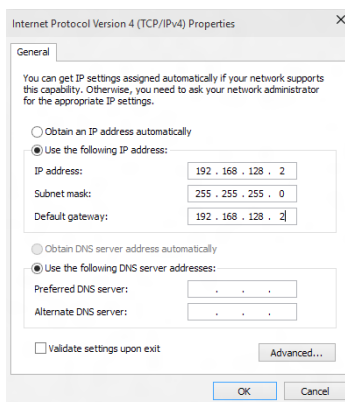 Internet Protocol Version 4 (TCP/IPv4) Properties
General
You can get IP settings assigned automatically if your network supports
this capability. Otherwise, you need to ask your network administrator
for the appropriate IP settings.
Obtain an IP address automatically
Use the following IP address:
IP address: 192 . 168 . 128 . 2
Subnet mask: 255 . 255 . 255 . 0
Default gateway: 192 . 168 . 128 . 2
Obtain DNS server address automatically
Use the following DNS server addresses:
Preferred DNS server: . . .
Alternate DNS server: . . .
Validate settings upon exit
Advanced...
OK Cancel